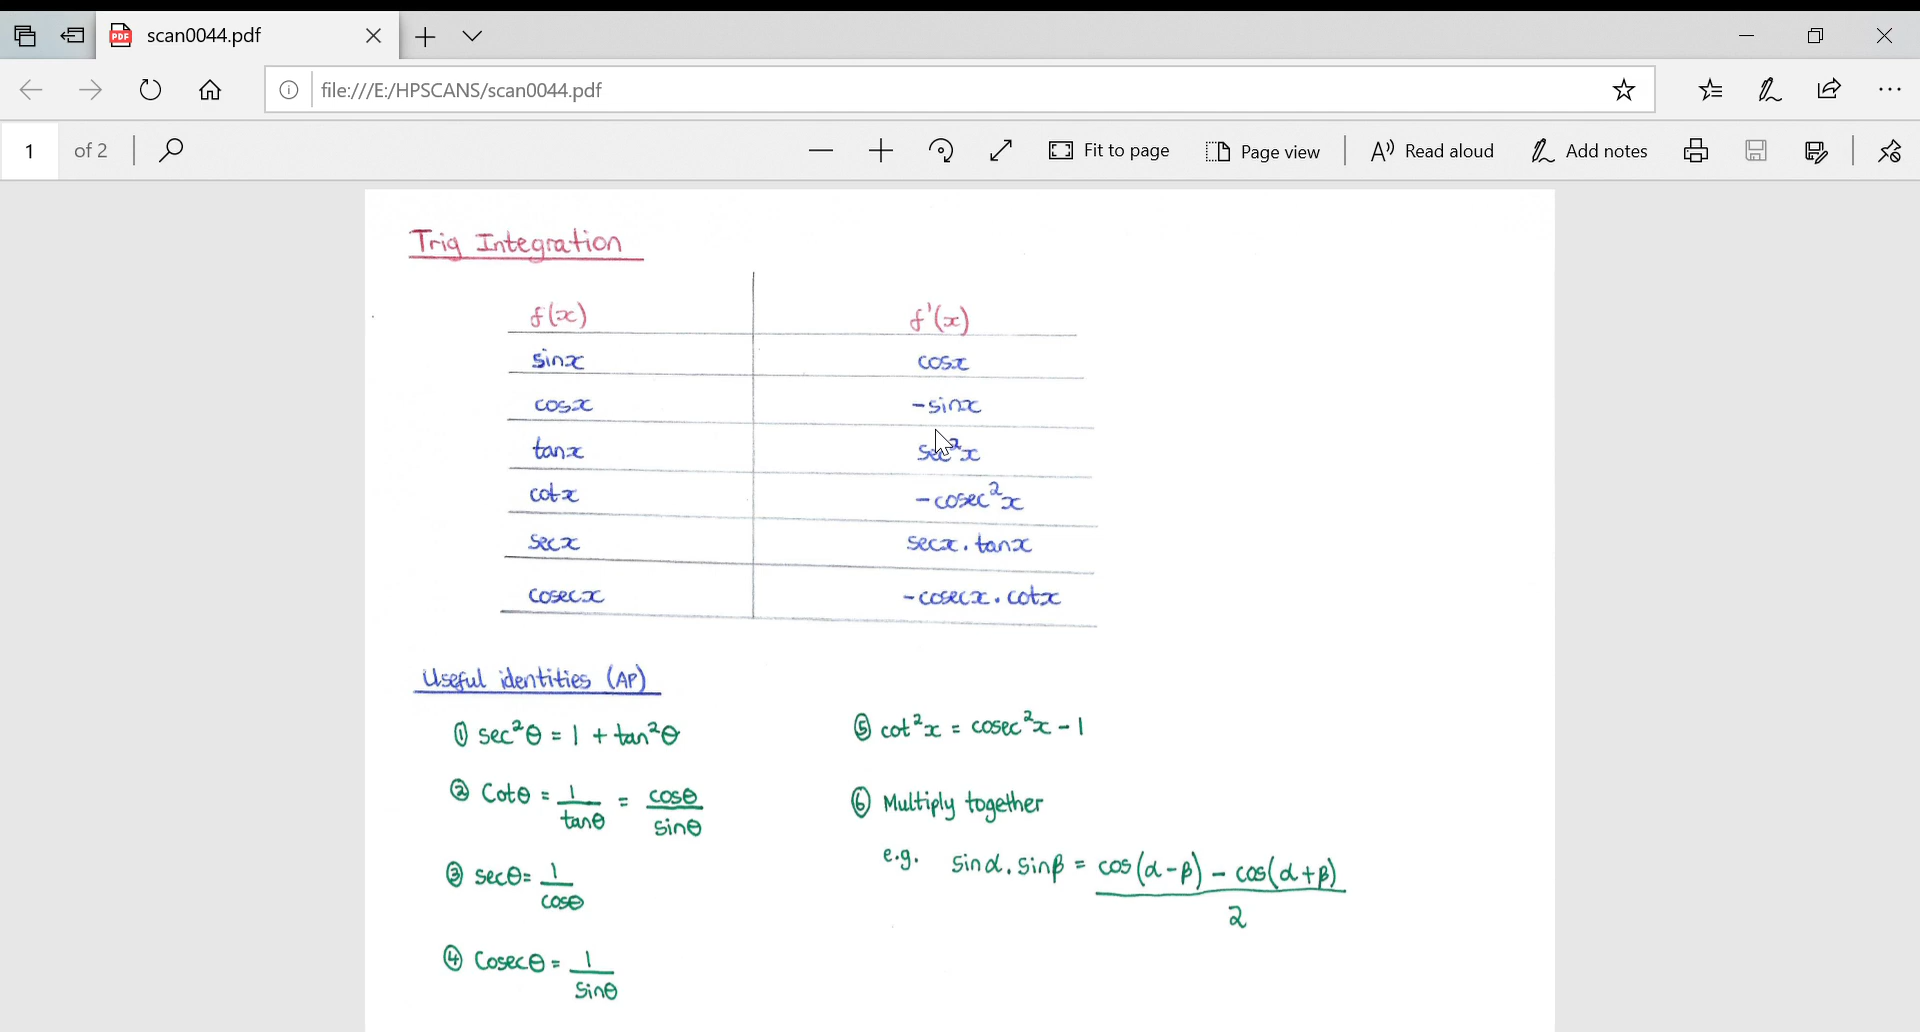 scan0044.pdf
file:///E:/HPSCANS/scan0044.pdf
1 of 2
Fit to page
Page view
Read aloud
Add notes
Trig Integration
f(x) f'(x)
sinx cosx
cosx -sinx
tanx sec²x
cotx -cosec²x
secx secx.tanx
cosecx -cosecx.cotx
Useful identities (AP)
① sec²θ = 1 + tan²θ
② Cotθ = 1/tanθ = cosθ/sinθ
③ secθ = 1/cosθ
④ Cosecθ = 1/sinθ
⑤ cot²x = cosec²x - 1
⑥ Multiply together
e.g. sinα.sinβ = cos(α-β) - cos(α+β)
2